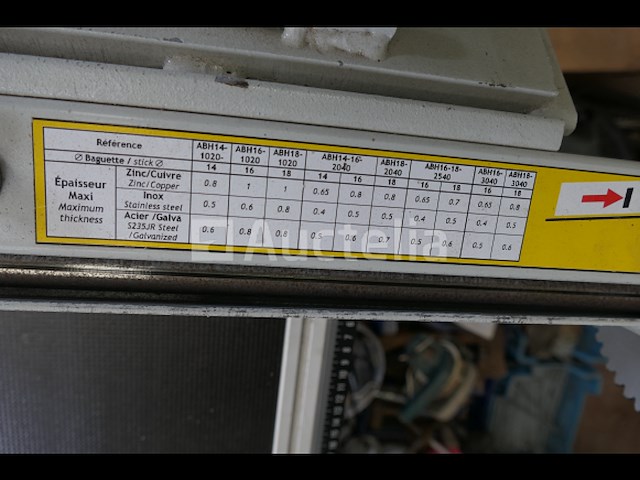 Référence ABH14-1020- ABH16-1020 ABH18-1020 ABH14-16-2040 ABH18-2040 ABH16-18-2540 ABH16-3040 ABH18-3040
∅ Baguette / stick ∅ 14 16 18 14 16 18 16 18 16 18
Épaisseur Maxi Maximum thickness
Zinc/Cuivre Zinc/Copper 0.8 1 1 0.65 0.8 0.8 0.65 0.7 0.65 0.8
Inox Stainless steel 0.5 0.6 0.8 0.4 0.5 0.5 0.4 0.5 0.4 0.5
Acier /Galva S235JR Steel /Galvanized 0.6 0.8 0.8 0.5 0.6 0.7 0.5 0.6 0.5 0.6
Auctelia